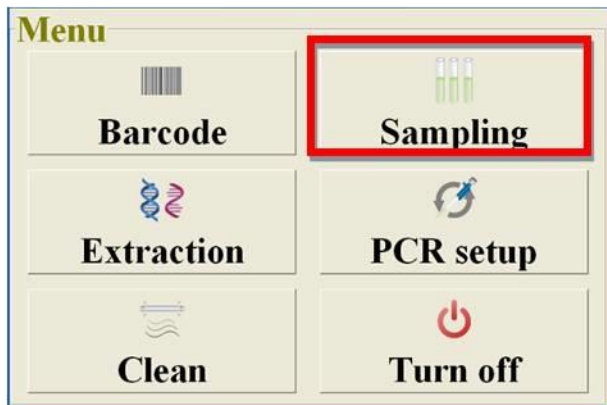 Menu
Barcode
Sampling
Extraction
PCR setup
Clean
Turn off